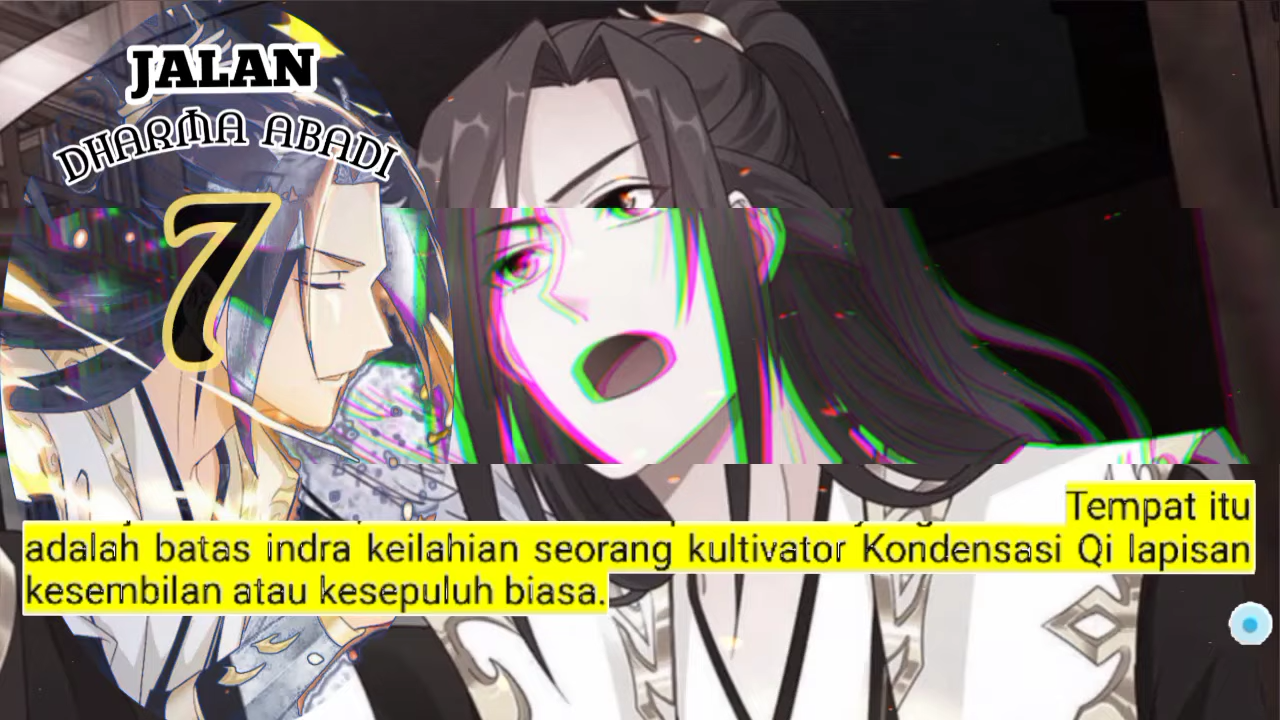 JALAN
DHARMA ABADI
7
Tempat itu
adalah batas indra keilahian seorang kultivator Kondensasi Qi lapisan
kesembilan atau kesepuluh biasa.